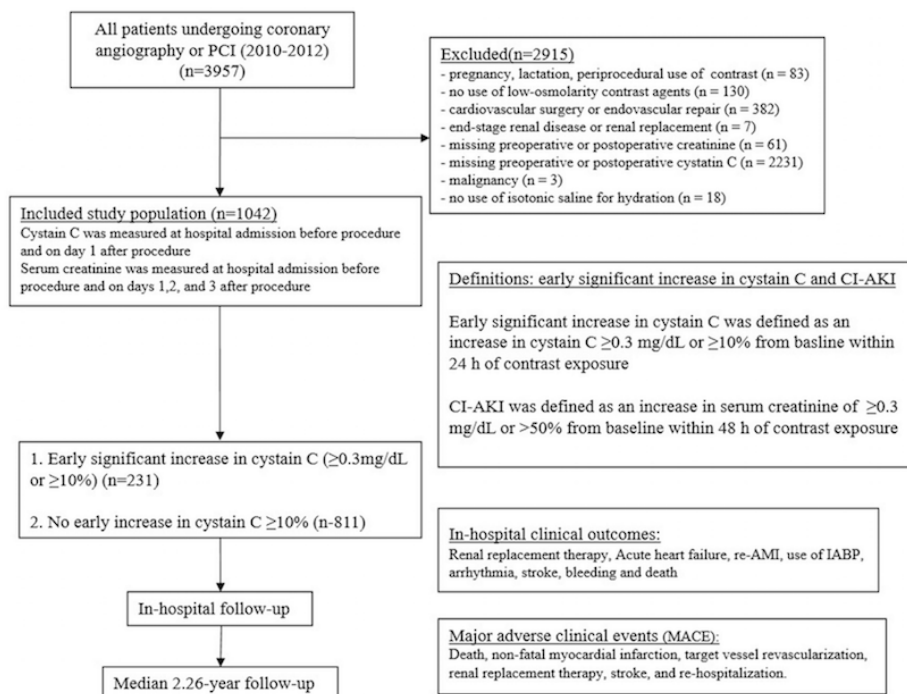 All patients undergoing coronary
angiography or PCI (2010-2012)
(n=3957)
Excluded(n=2915)
- pregnancy, lactation, periprocedural use of contrast (n = 83)
- no use of low-osmolarity contrast agents (n = 130)
- cardiovascular surgery or endovascular repair (n = 382)
- end-stage renal disease or renal replacement (n = 7)
- missing preoperative or postoperative creatinine (n = 61)
- missing preoperative or postoperative cystatin C (n = 2231)
- malignancy (n = 3)
- no use of isotonic saline for hydration (n = 18)
Included study population (n=1042)
Cystain C was measured at hospital admission before procedure
and on day 1 after procedure
Serum creatinine was measured at hospital admission before
procedure and on days 1,2, and 3 after procedure
Definitions: early significant increase in cystain C and CI-AKI
Early significant increase in cystain C was defined as an
increase in cystain C ≥0.3 mg/dL or ≥10% from basline within
24 h of contrast exposure
CI-AKI was defined as an increase in serum creatinine of ≥0.3
mg/dL or >50% from baseline within 48 h of contrast exposure
1. Early significant increase in cystain C (≥0.3mg/dL
or ≥10%) (n=231)
2. No early increase in cystain C ≥10% (n-811)
In-hospital clinical outcomes:
Renal replacement therapy, Acute heart failure, re-AMI, use of IABP,
arrhythmia, stroke, bleeding and death
In-hospital follow-up
Major adverse clinical events (MACE):
Death, non-fatal myocardial infarction, target vessel revascularization,
renal replacement therapy, stroke, and re-hospitalization.
Median 2.26-year follow-up